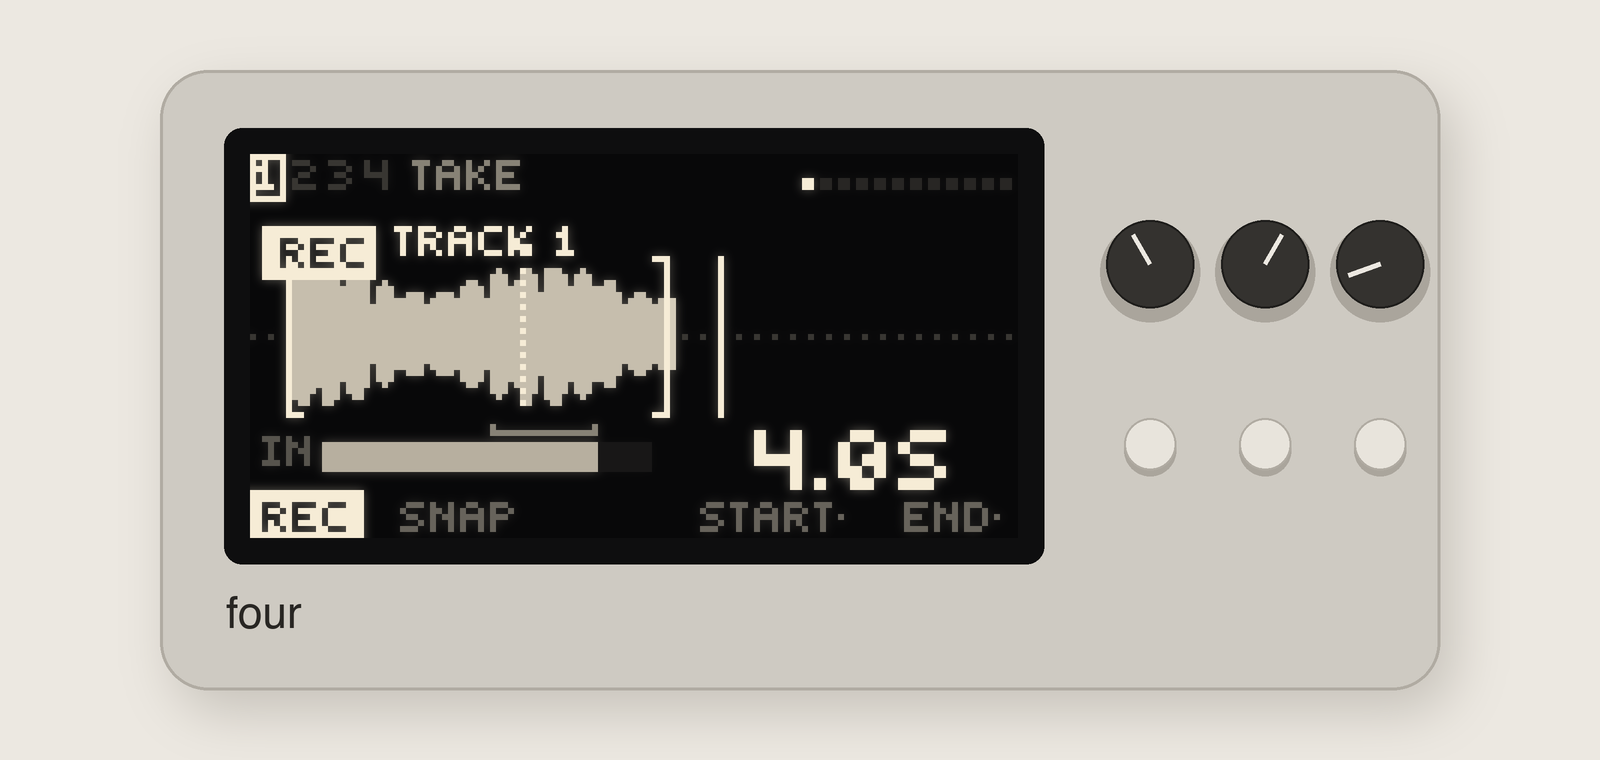 1 2 3 4 TAKE
REC TRACK 1
IN 4.0S
REC SNAP START· END·
four